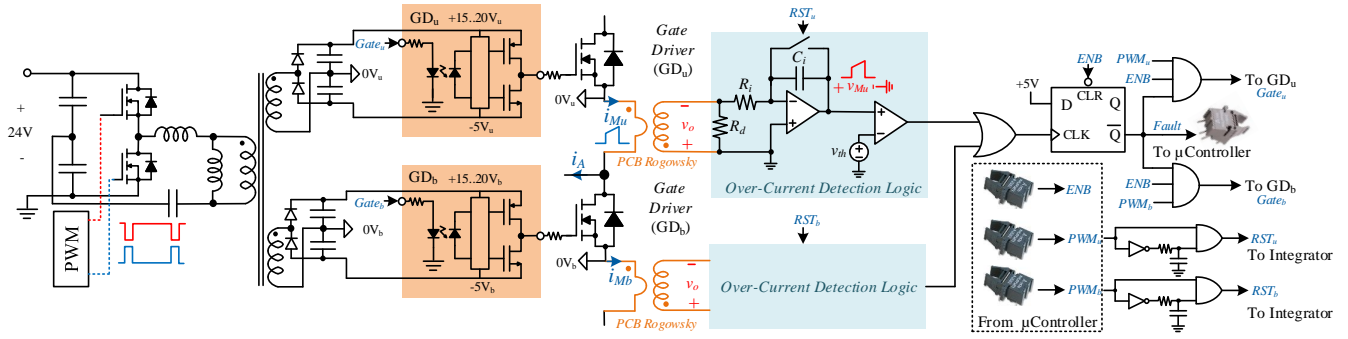 +
24V
-
PWM
GDu
+15..20Vu
Gateu
0Vu
-5Vu
GDb
+15..20Vb
Gateb
0Vb
-5Vb
Gate
Driver
(GDu)
0Vu
iMu
iA
vo
PCB Rogowsky
Gate
Driver
(GDb)
0Vb
iMb
vo
PCB Rogowsky
RSTu
Ci
Ri
Rd
+ vMu -
vth
Over-Current Detection Logic
RSTb
Over-Current Detection Logic
+5V
ENB
D
CLR
Q
CLK
Q
PWMu
ENB
To GDu
Gateu
Fault
To μController
ENB
PWMb
To GDb
Gateb
ENB
PWMu
PWMb
From μController
RSTu
To Integrator
RSTb
To Integrator